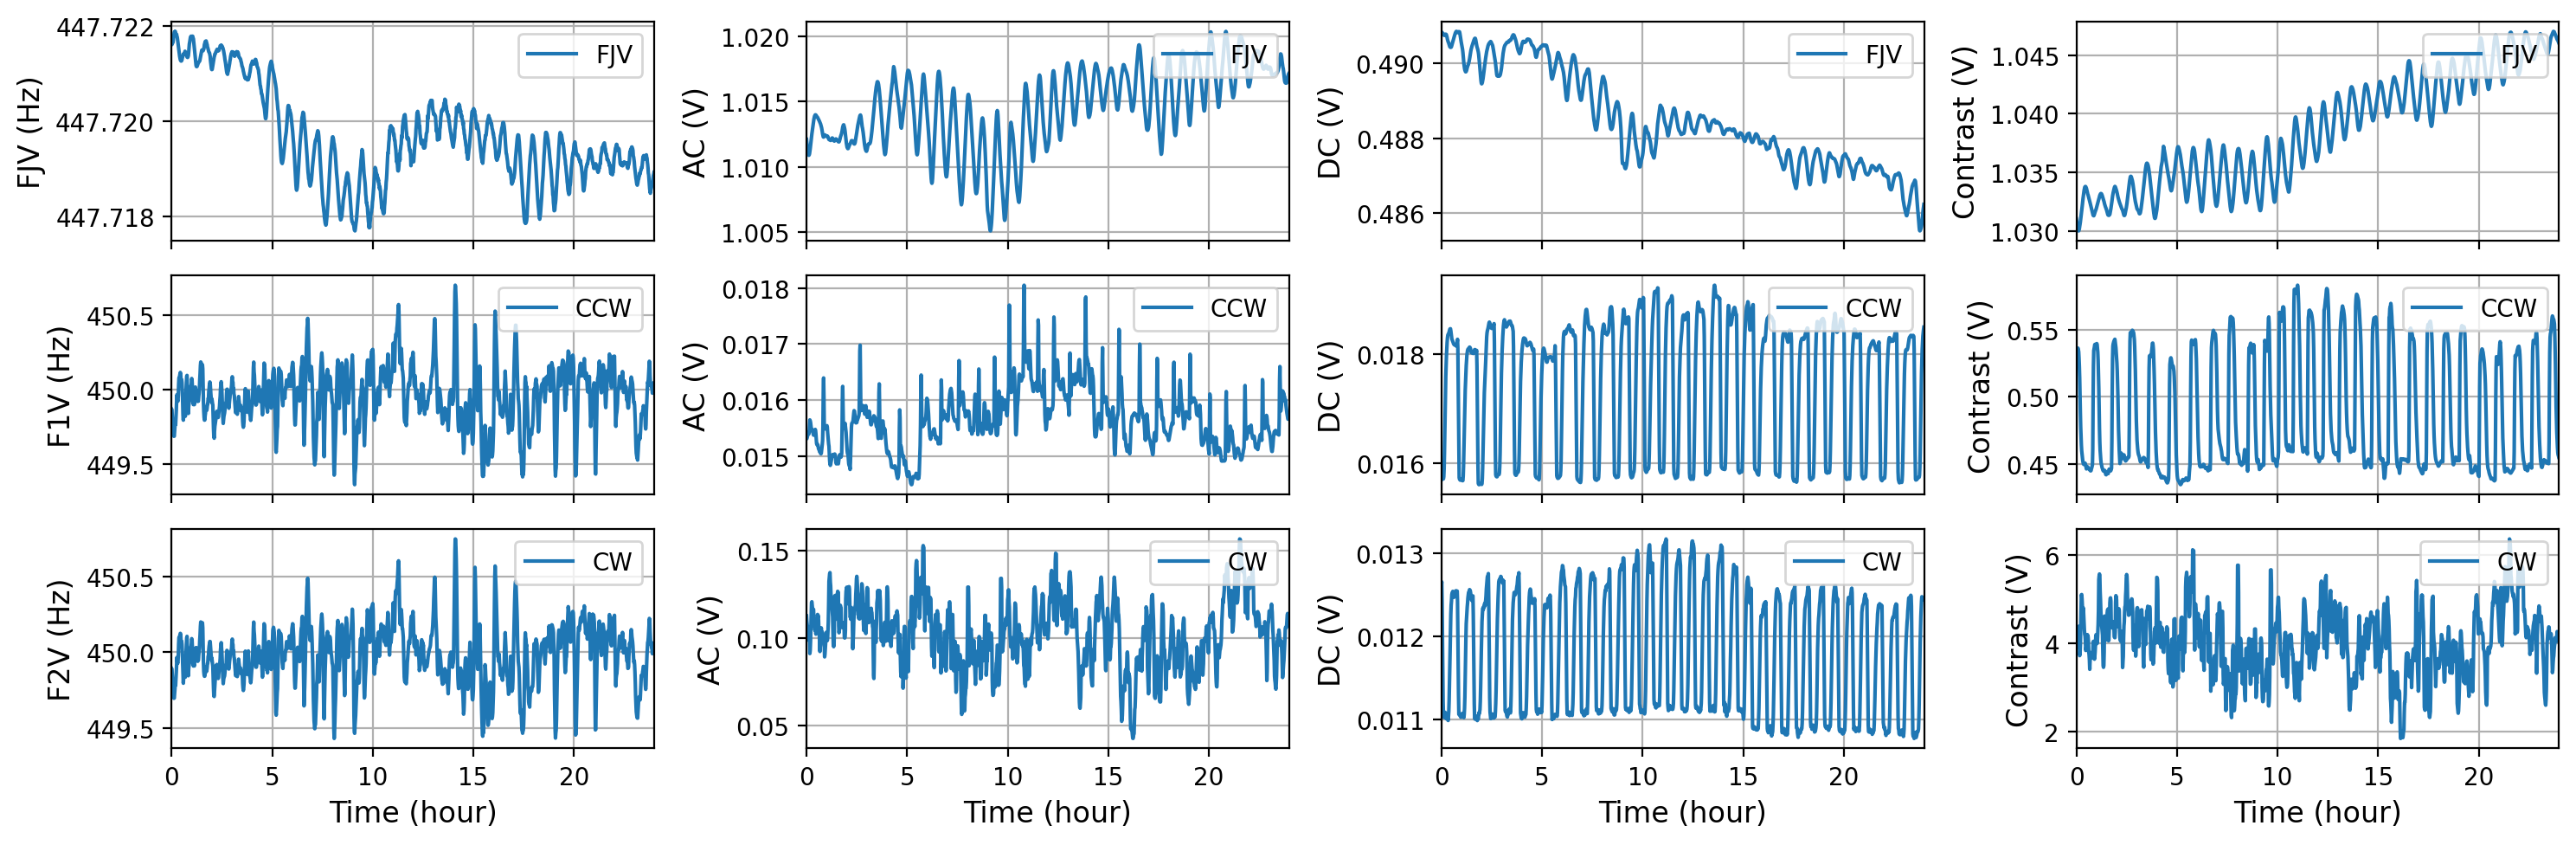 FJV (Hz)
447.722
447.720
447.718
FJV
AC (V)
1.020
1.015
1.010
1.005
FJV
DC (V)
0.490
0.488
0.486
FJV
Contrast (V)
1.045
1.040
1.035
1.030
FJV
F1V (Hz)
450.5
450.0
449.5
CCW
AC (V)
0.018
0.017
0.016
0.015
CCW
DC (V)
0.018
0.016
CCW
Contrast (V)
0.55
0.50
0.45
CCW
F2V (Hz)
450.5
450.0
449.5
CW
0 5 10 15 20
Time (hour)
AC (V)
0.15
0.10
0.05
CW
0 5 10 15 20
Time (hour)
DC (V)
0.013
0.012
0.011
CW
0 5 10 15 20
Time (hour)
Contrast (V)
6
4
2
CW
0 5 10 15 20
Time (hour)